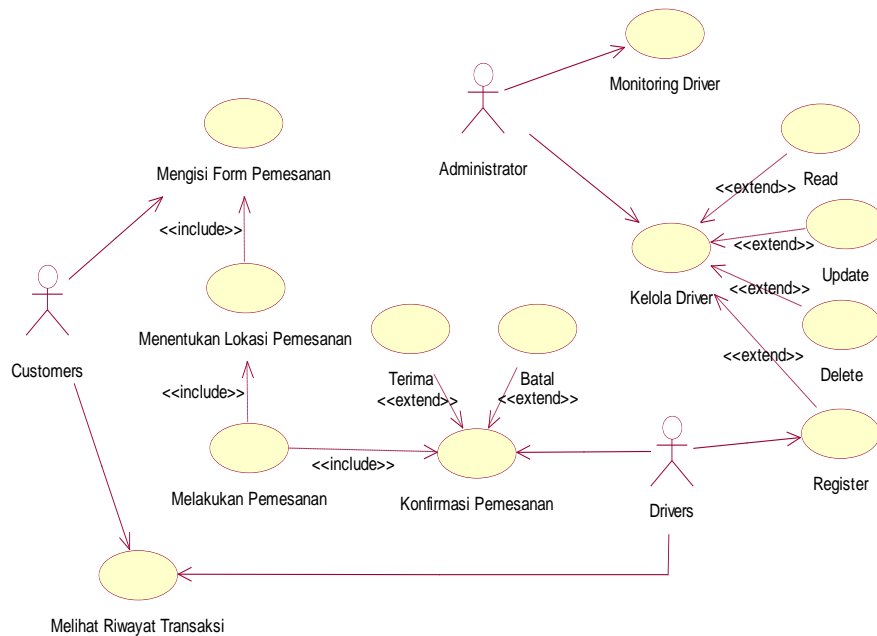 Monitoring Driver
Administrator
Mengisi Form Pemesanan
Read
<<extend>>
<<include>>
<<extend>>
Update
Kelola Driver
<<extend>>
Menentukan Lokasi Pemesanan
Customers
Terima
Batal
<<extend>>
Delete
<<include>>
<<extend>>
<<extend>>
<<include>>
Melakukan Pemesanan
Konfirmasi Pemesanan
Drivers
Register
Melihat Riwayat Transaksi